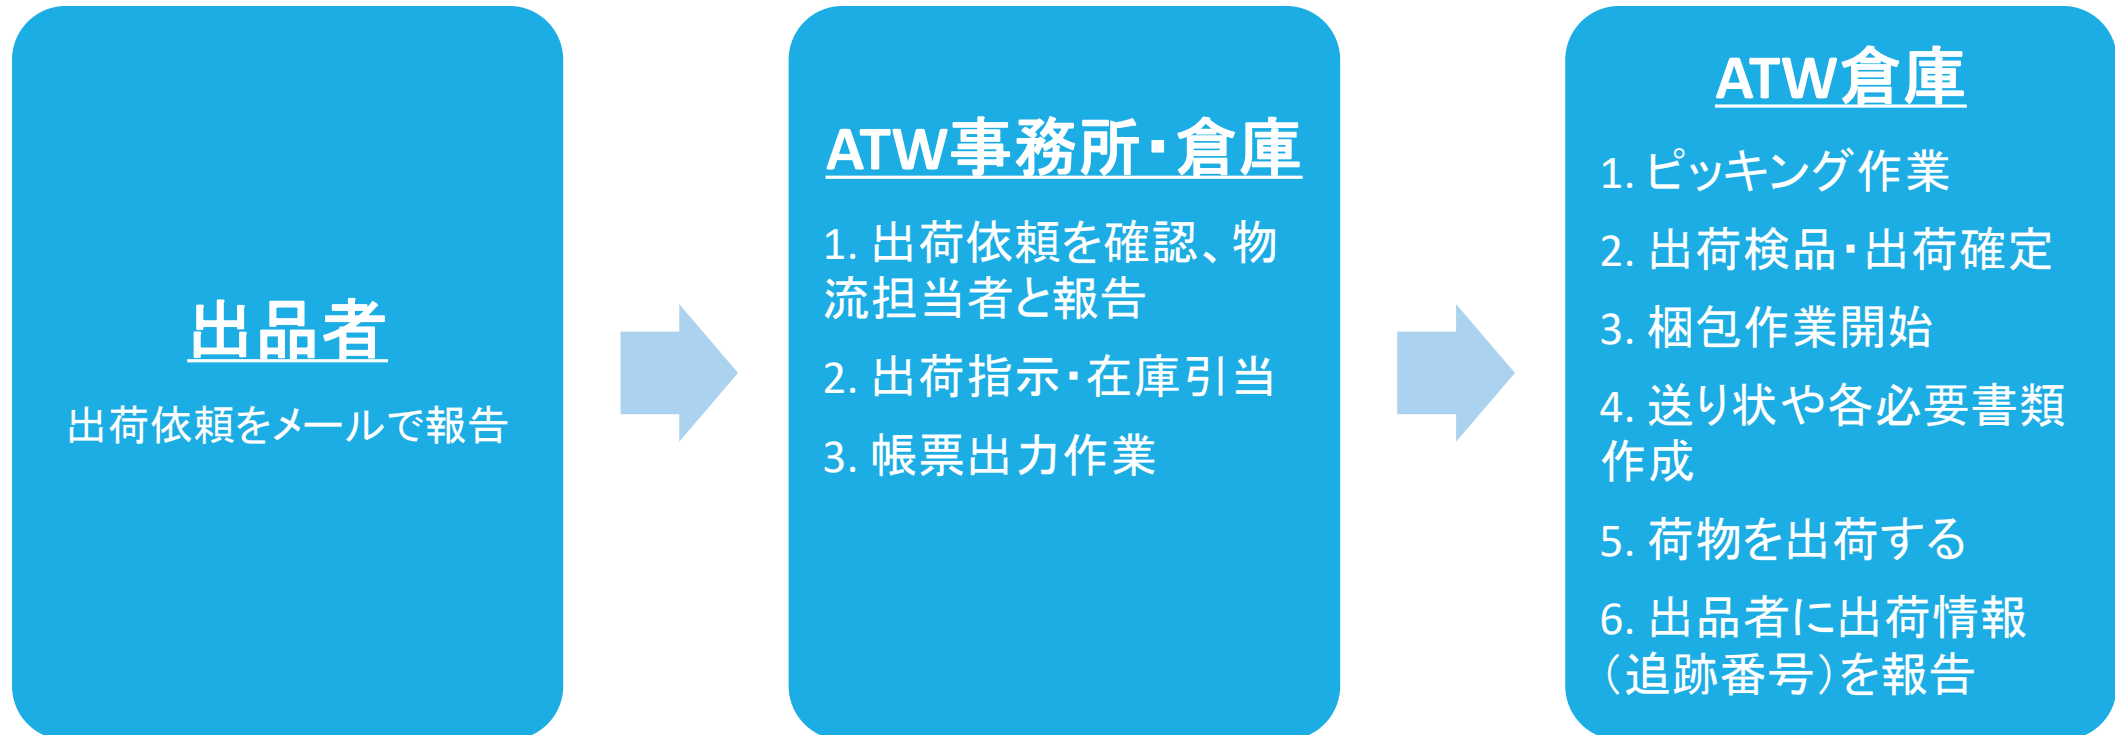 出品者
出荷依頼をメールで報告
ATW事務所・倉庫
1. 出荷依頼を確認、物
流担当者と報告
2. 出荷指示・在庫引当
3. 帳票出力作業
ATW倉庫
1. ピッキング作業
2. 出荷検品・出荷確定
3. 梱包作業開始
4. 送り状や各必要書類
作成
5. 荷物を出荷する
6. 出品者に出荷情報
（追跡番号）を報告